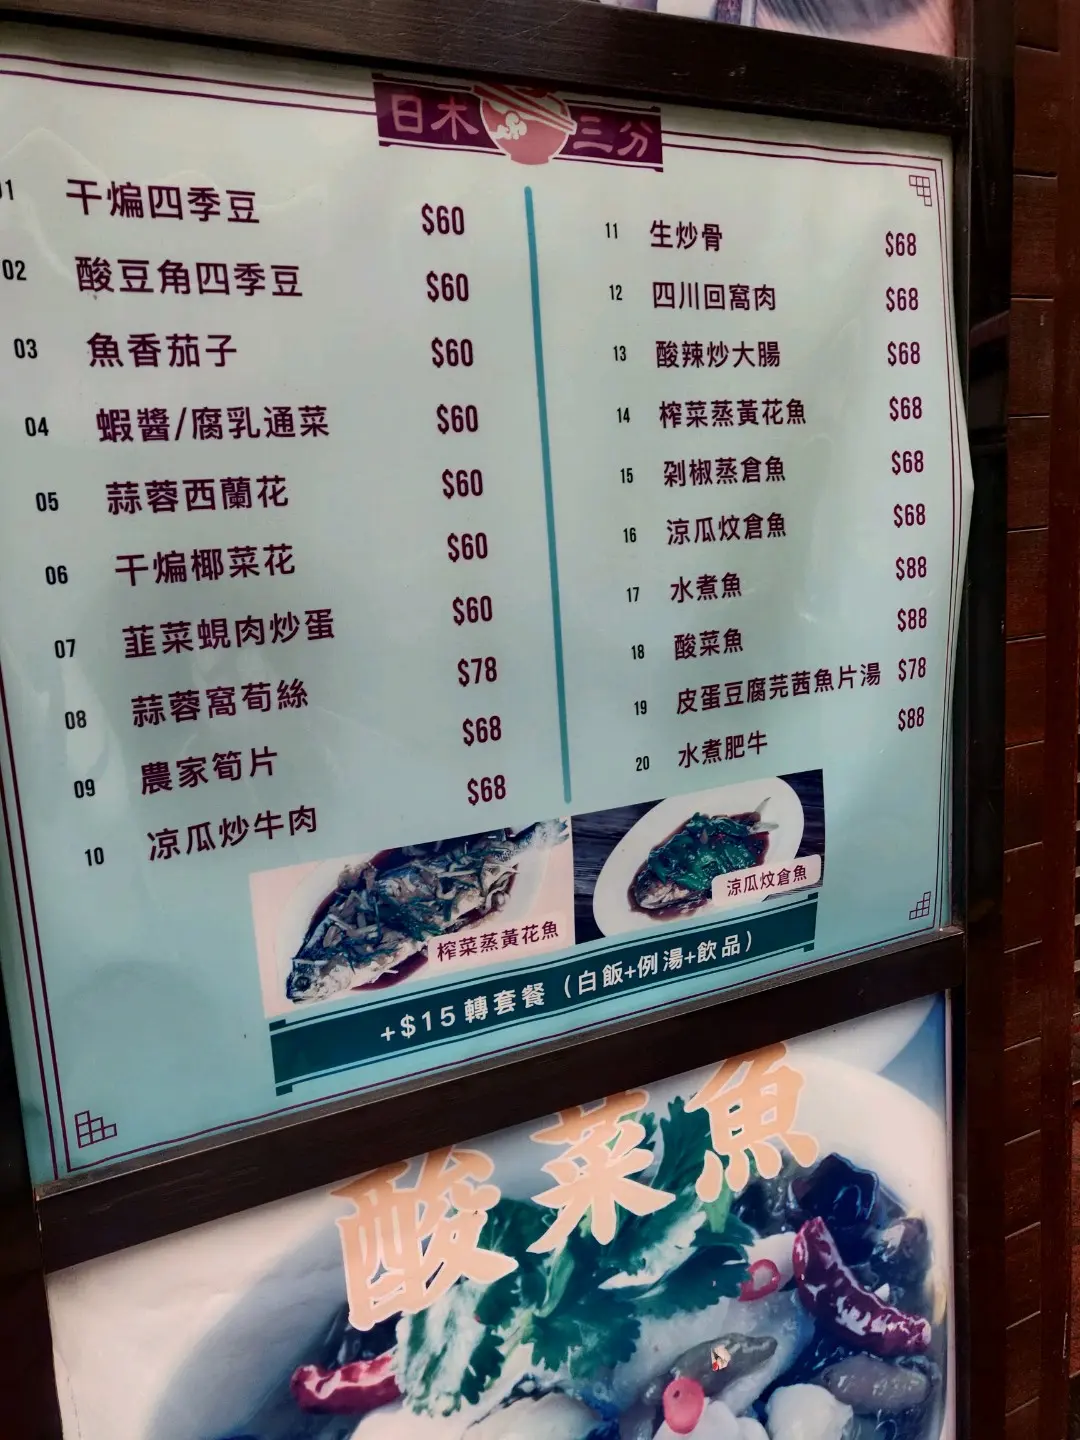 日木三分
01 干煸四季豆 $60
02 酸豆角四季豆 $60
03 魚香茄子 $60
04 蝦醬/腐乳通菜 $60
05 蒜蓉西蘭花 $60
06 干煸椰菜花 $60
07 韮菜蜆肉炒蛋 $60
08 蒜蓉窩荀絲 $78
09 農家筍片 $68
10 凉瓜炒牛肉 $68
11 生炒骨 $68
12 四川回窩肉 $68
13 酸辣炒大腸 $68
14 榨菜蒸黃花魚 $68
15 剁椒蒸倉魚 $68
16 涼瓜炆倉魚 $68
17 水煮魚 $88
18 酸菜魚 $88
19 皮蛋豆腐芫茜魚片湯 $78
20 水煮肥牛 $88
榨菜蒸黃花魚
涼瓜炆倉魚
+$15轉套餐（白飯+例湯+飲品）
酸菜魚